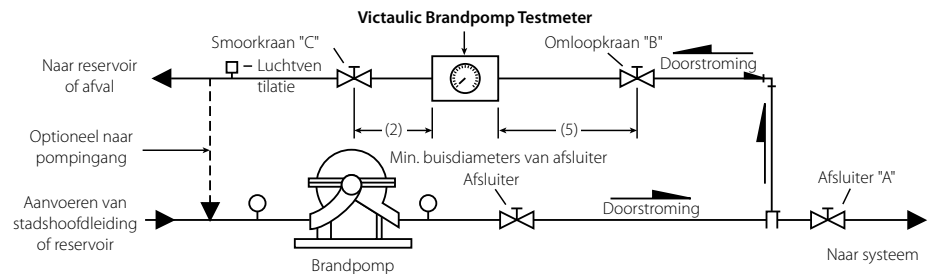 Victaulic Brandpomp Testmeter
Smoorkraan "C"
Omloopkraan "B"
Naar reservoir
of afval
Luchtven
tilatie
Doorstroming
(2)
(5)
Optioneel naar
pompingang
Min. buisdiameters van afsluiter
Afsluiter
Afsluiter "A"
Aanvoeren van
stadshoofdleiding
of reservoir
Doorstroming
Naar systeem
Brandpomp